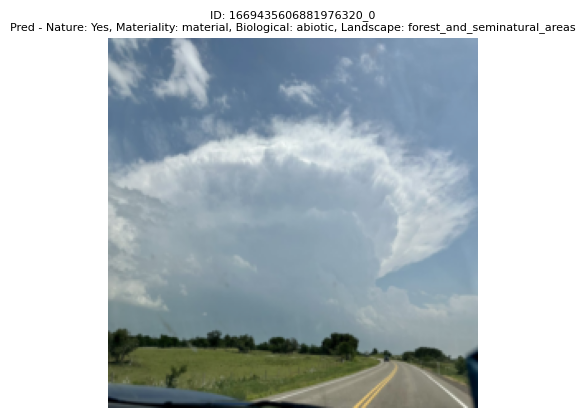 ID: 1669435606881976320_0
Pred - Nature: Yes, Materiality: material, Biological: abiotic, Landscape: forest_and_seminatural_areas